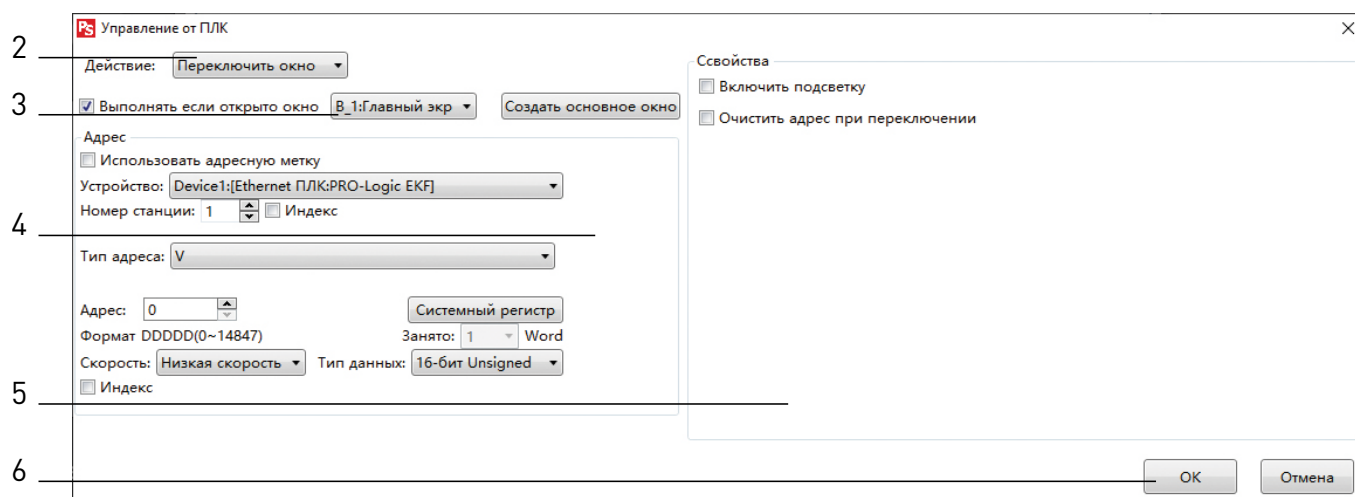 PS Управление от ПЛК
2
Действие: Переключить окно
3
Выполнять если открыто окно B_1:Главный экр Создать основное окно
Адрес
Использовать адресную метку
Устройство: Device1:[Ethernet ПЛК:PRO-Logic EKF]
Номер станции: 1 Индекс
4
Тип адреса: V
Адрес: 0 Системный регистр
Формат DDDDD(0~14847) Занято: 1 Word
Скорость: Низкая скорость Тип данных: 16-бит Unsigned
Индекс
5
Ссвойства
Включить подсветку
Очистить адрес при переключении
6
OK Отмена